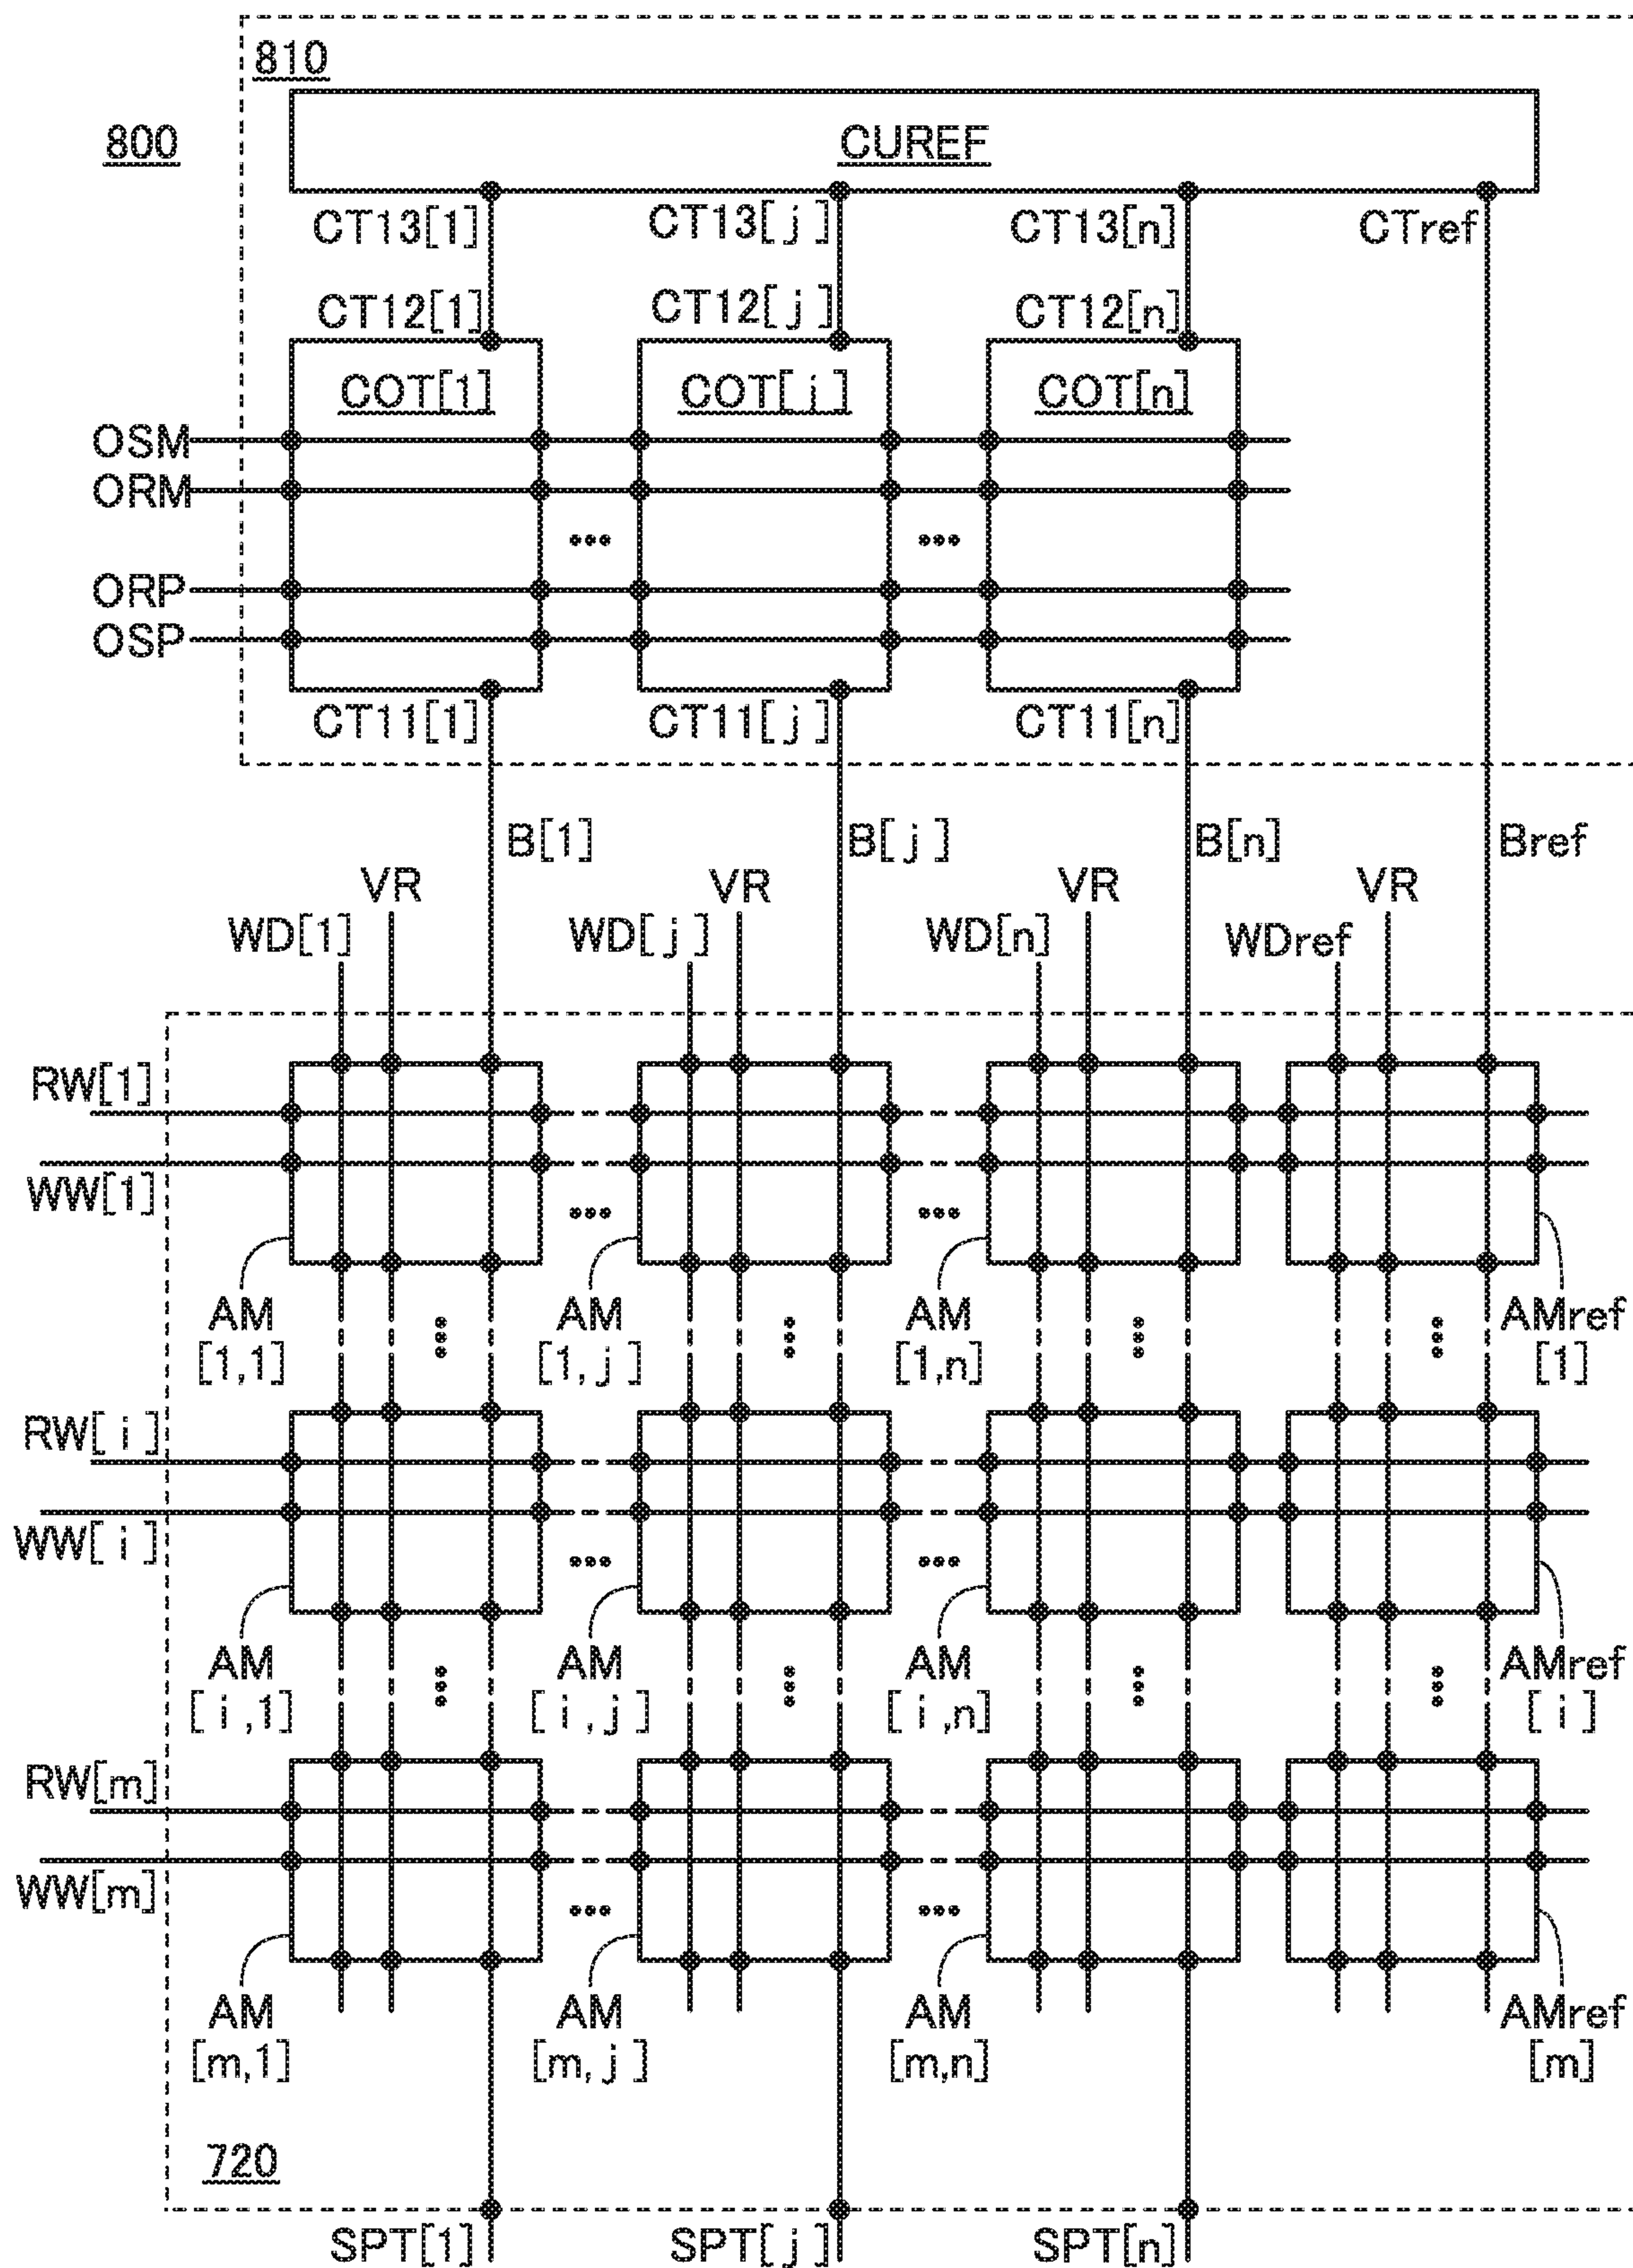 810
800
CUREF
CT13[1] CT13[j] CT13[n] CTref
CT12[1] CT12[j] CT12[n]
COT[1] COT[j] COT[n]
OSM
ORM
ORP
OSP
CT11[1] CT11[j] CT11[n]
B[1] B[j] B[n] Bref
VR VR VR VR
WD[1] WD[j] WD[n] WDref
RW[1]
WW[1]
AM AM AM AMref
[1,1] [1,j] [1,n] [1]
RW[i]
WW[i]
AM AM AM AMref
[i,1] [i,j] [i,n] [i]
RW[m]
WW[m]
AM AM AM AMref
[m,1] [m,j] [m,n] [m]
720
SPT[1] SPT[j] SPT[n]